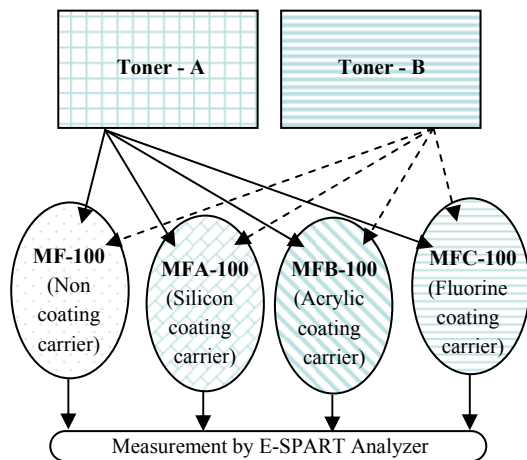 Toner - A
Toner - B
MF-100
(Non
coating
carrier)
MFA-100
(Silicon
coating
carrier)
MFB-100
(Acrylic
coating
carrier)
MFC-100
(Fluorine
coating
carrier)
Measurement by E-SPART Analyzer